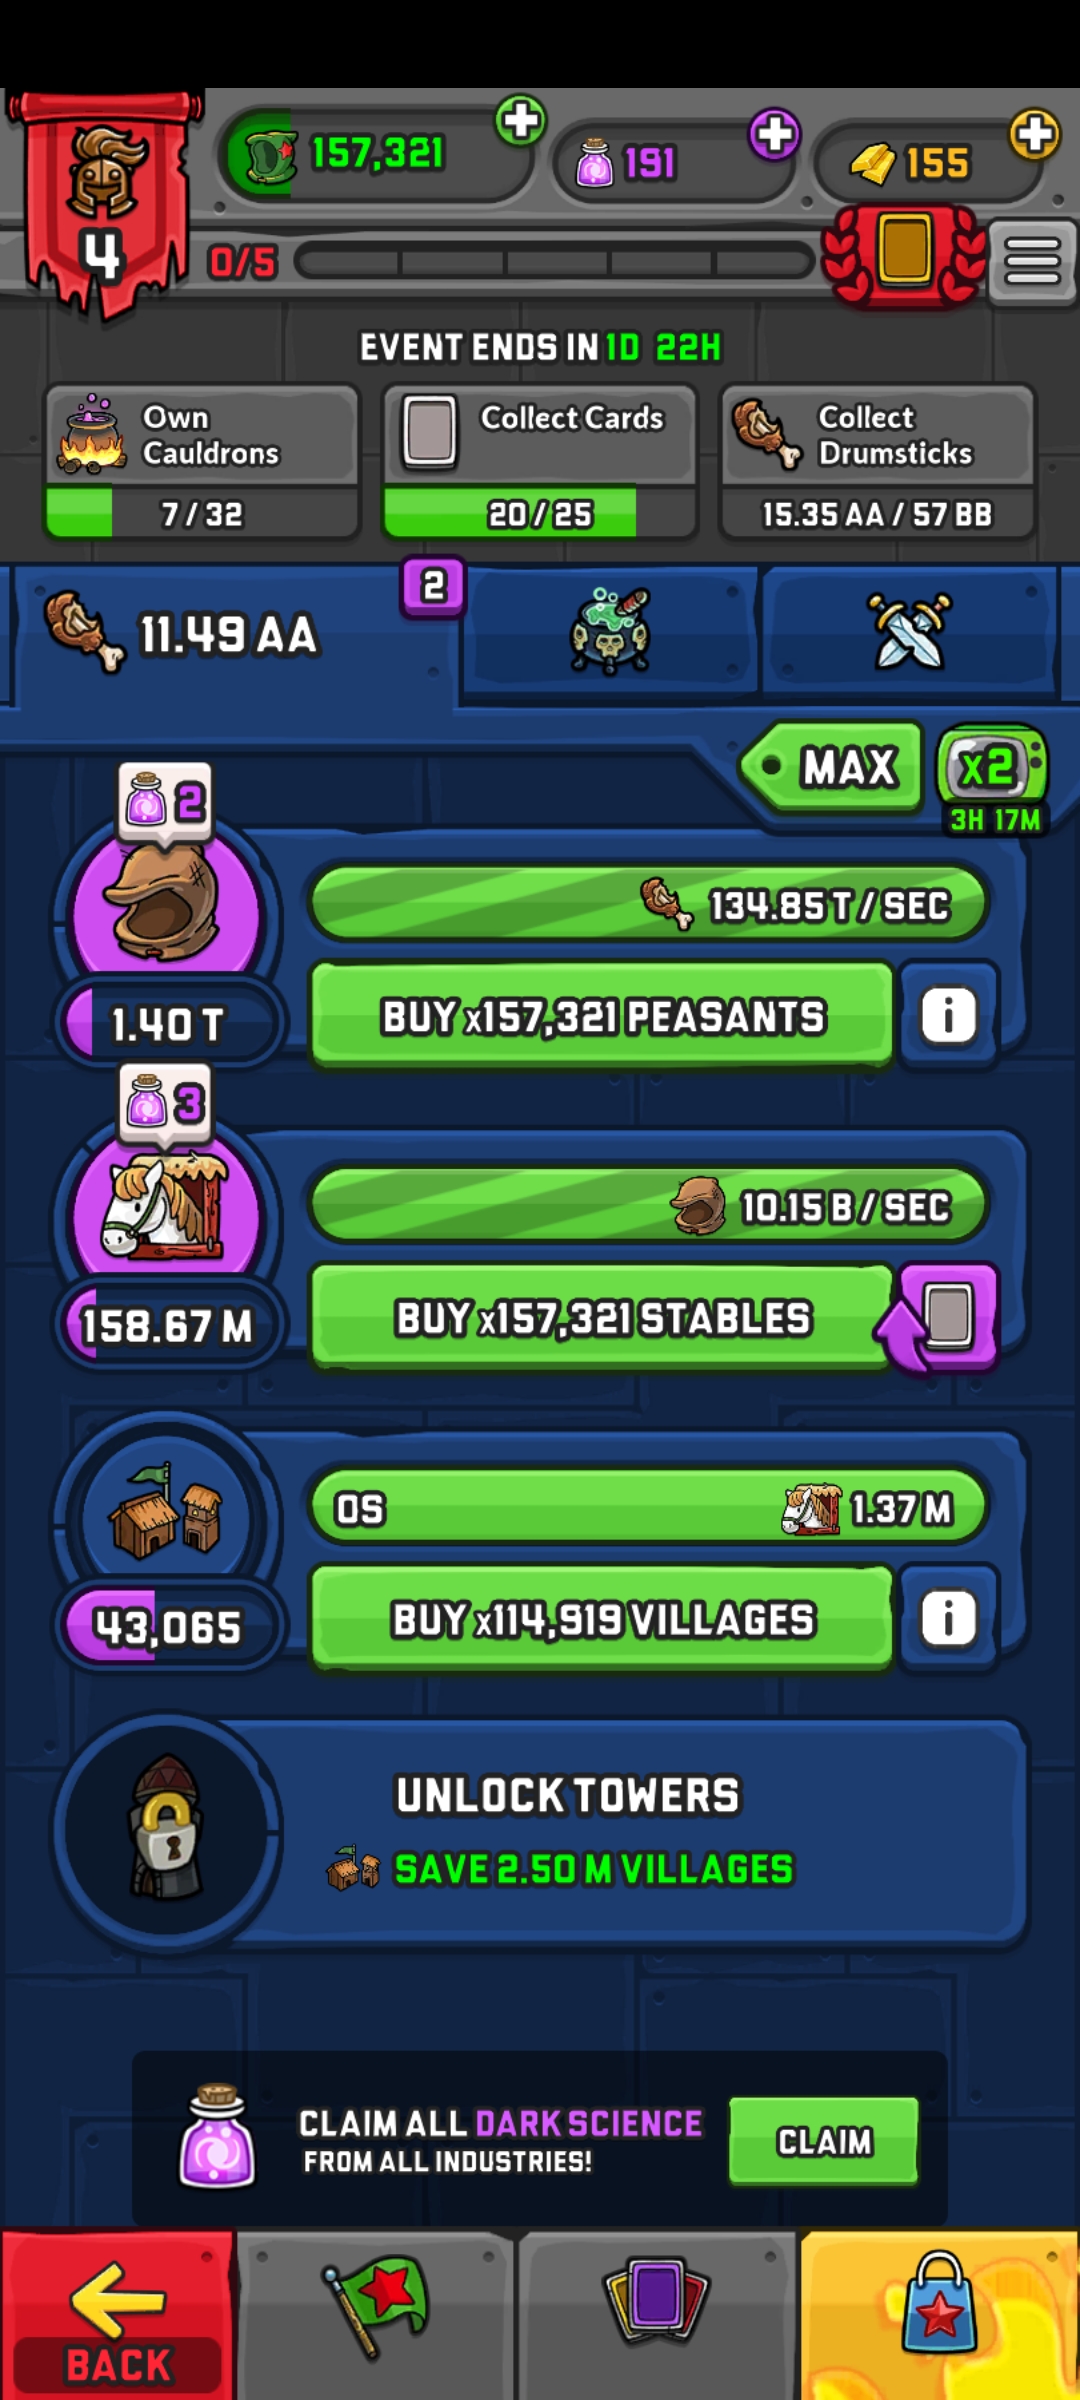 157,321
191
155
4
0/5
EVENT ENDS IN 1D 22H
Own
Cauldrons
7/32
Collect Cards
20/25
Collect
Drumsticks
15.35 AA / 57 BB
11.49 AA
2
MAX
x2
3H 17M
2
134.85 T / SEC
1.40 T
BUY x157,321 PEASANTS
i
3
10.15 B / SEC
158.67 M
BUY x157,321 STABLES
0S
1.37 M
43,065
BUY x114,919 VILLAGES
i
UNLOCK TOWERS
SAVE 2.50 M VILLAGES
CLAIM ALL DARK SCIENCE
FROM ALL INDUSTRIES!
CLAIM
BACK